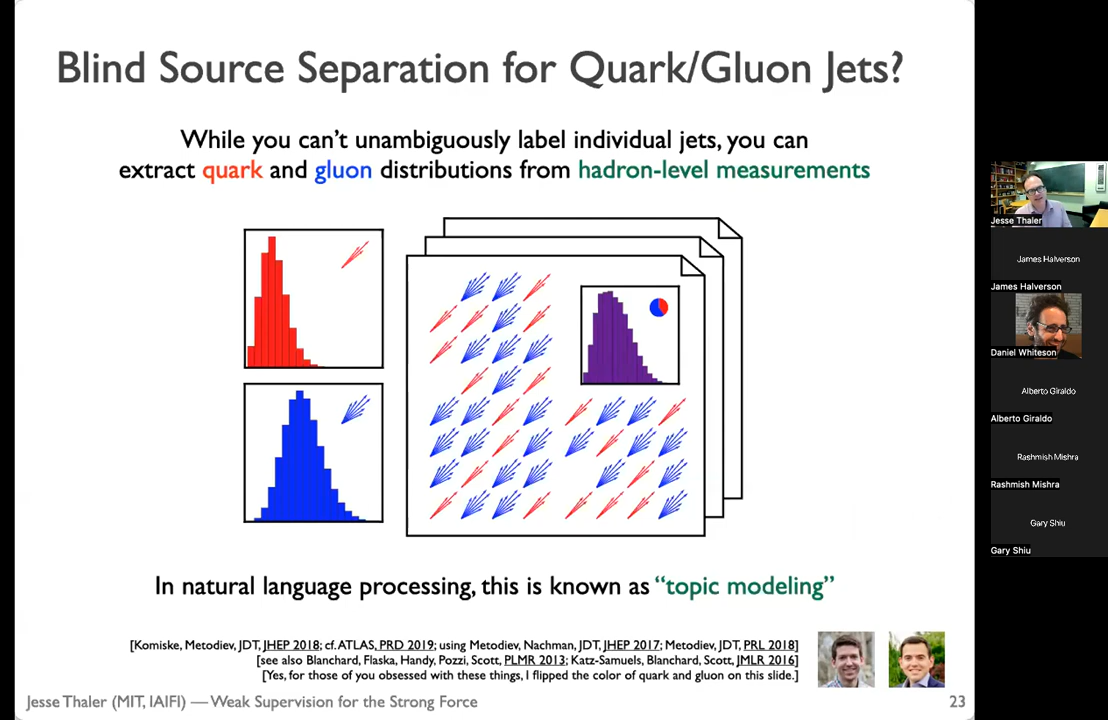 Blind Source Separation for Quark/Gluon Jets?
While you can't unambiguously label individual jets, you can
extract quark and gluon distributions from hadron-level measurements
In natural language processing, this is known as "topic modeling"
[Komiske, Metodiev, JDT, JHEP 2018; cf. ATLAS, PRD 2019; using Metodiev, Nachman, JDT, JHEP 2017; Metodiev, JDT, PRL 2018]
[see also Blanchard, Flaska, Handy, Pozzi, Scott, PLMR 2013; Katz-Samuels, Blanchard, Scott, JMLR 2016]
[Yes, for those of you obsessed with these things, I flipped the color of quark and gluon on this slide.]
Jesse Thaler (MIT, IAIFI) — Weak Supervision for the Strong Force
23
Jesse Thaler
James Halverson
James Halverson
Daniel Whiteson
Alberto Giraldo
Alberto Giraldo
Rashmish Mishra
Rashmish Mishra
Gary Shiu
Gary Shiu